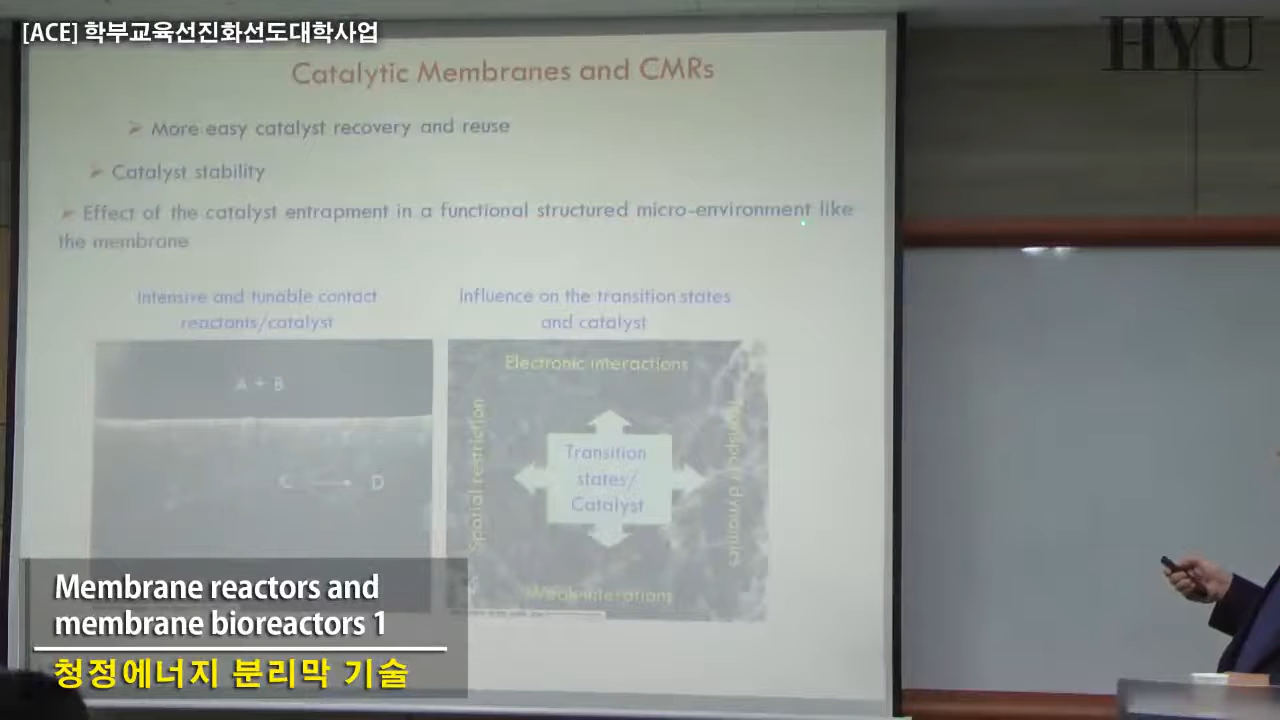 [ACE] 학부교육선진화선도대학사업
HYU
Catalytic Membranes and CMRs
More easy catalyst recovery and reuse
Catalyst stability
Effect of the catalyst entrapment in a functional structured micro-environment like
the membrane
Intensive and tunable contact
reactants/catalyst
Influence on the transition states
and catalyst
A + B
C → D
Electronic interactions
Spatial restriction
Transition
states/
Catalyst
Transport dynamics
Weak interations
Membrane reactors and
membrane bioreactors 1
청정에너지 분리막 기술